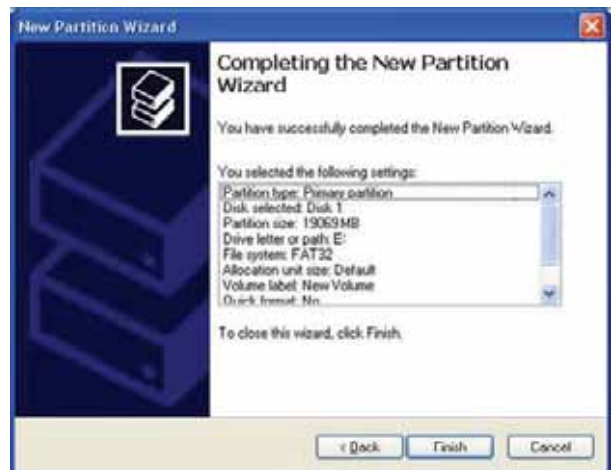 New Partition Wizard
Completing the New Partition
Wizard
You have successfully completed the New Partition Wizard.
You selected the following settings:
Partition type: Primary partition
Disk selected: Disk 1
Partition size: 19069 MB
Drive letter or path: E:
File system: FAT32
Allocation unit size: Default
Volume label: New Volume
Quick format: No
To close this wizard, click Finish.
< Back
Finish
Cancel